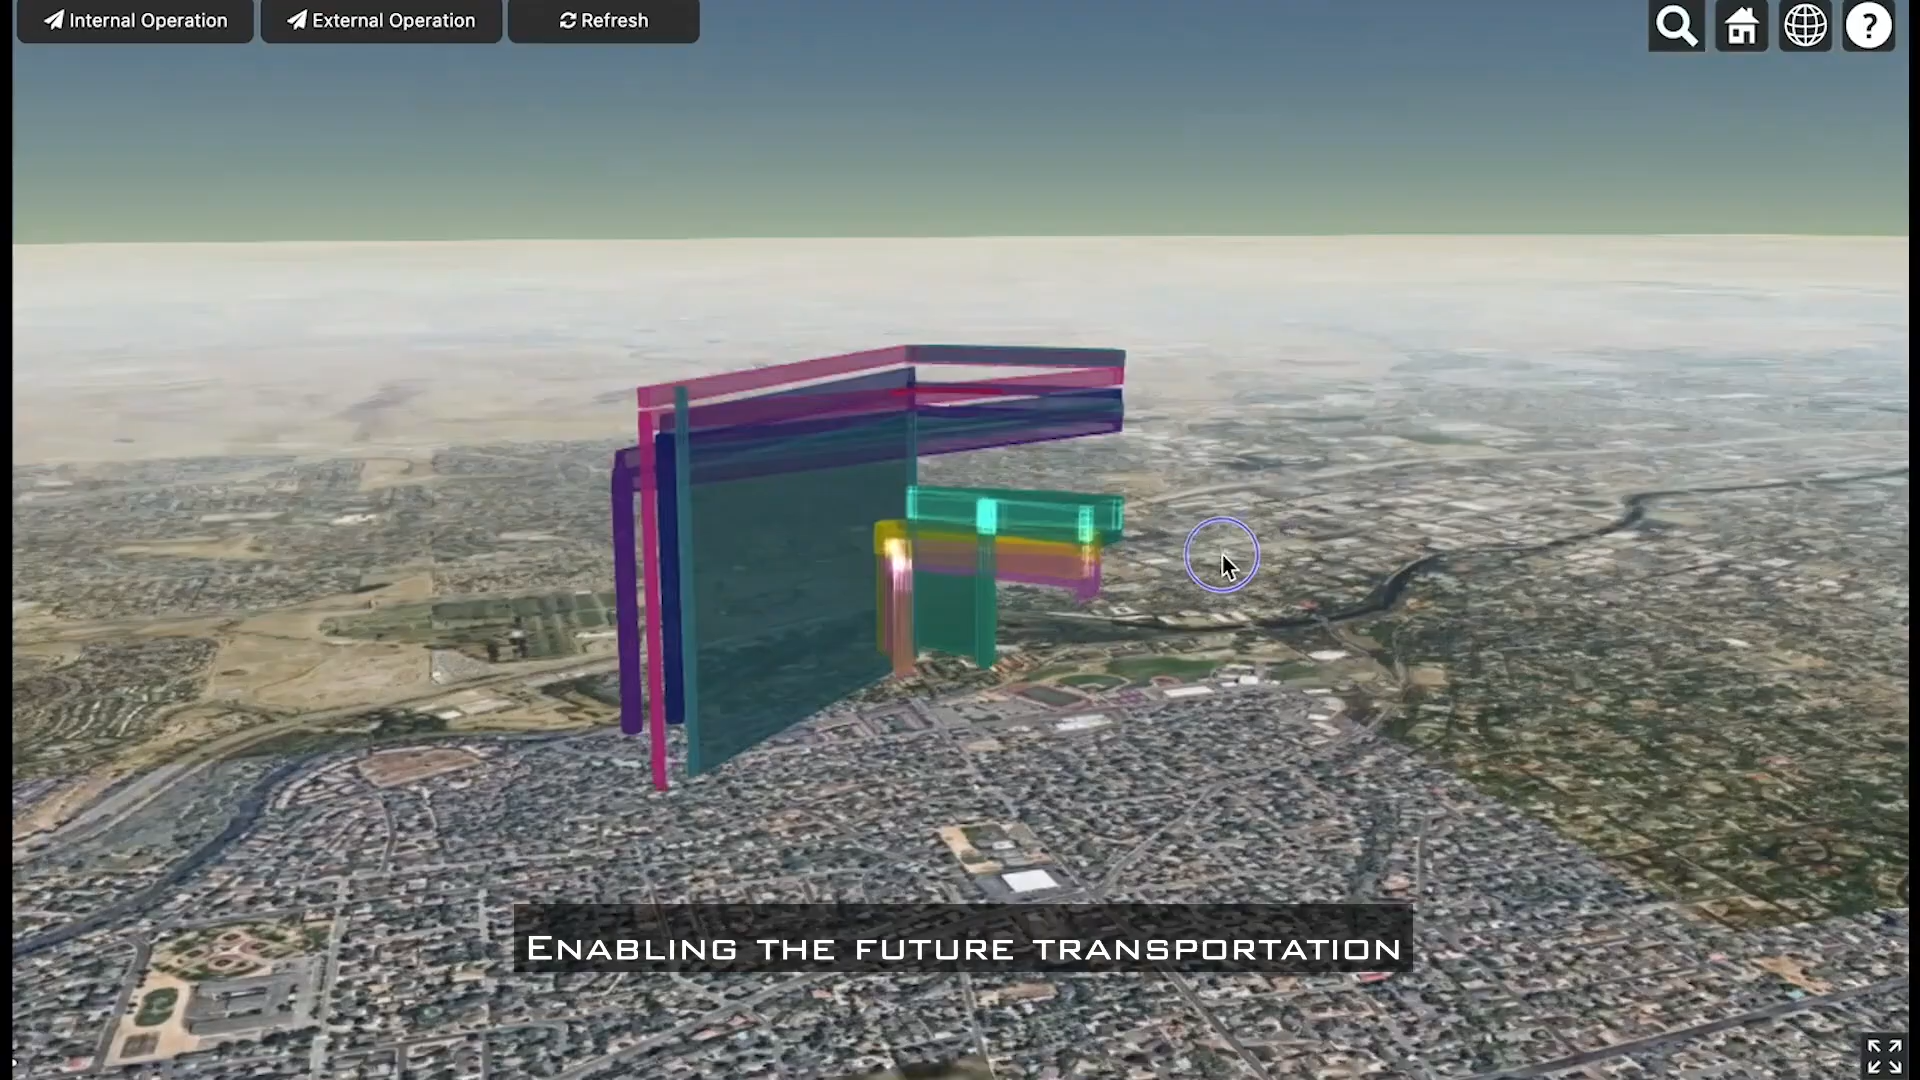 Internal Operation
External Operation
Refresh
?
ENABLING THE FUTURE TRANSPORTATION